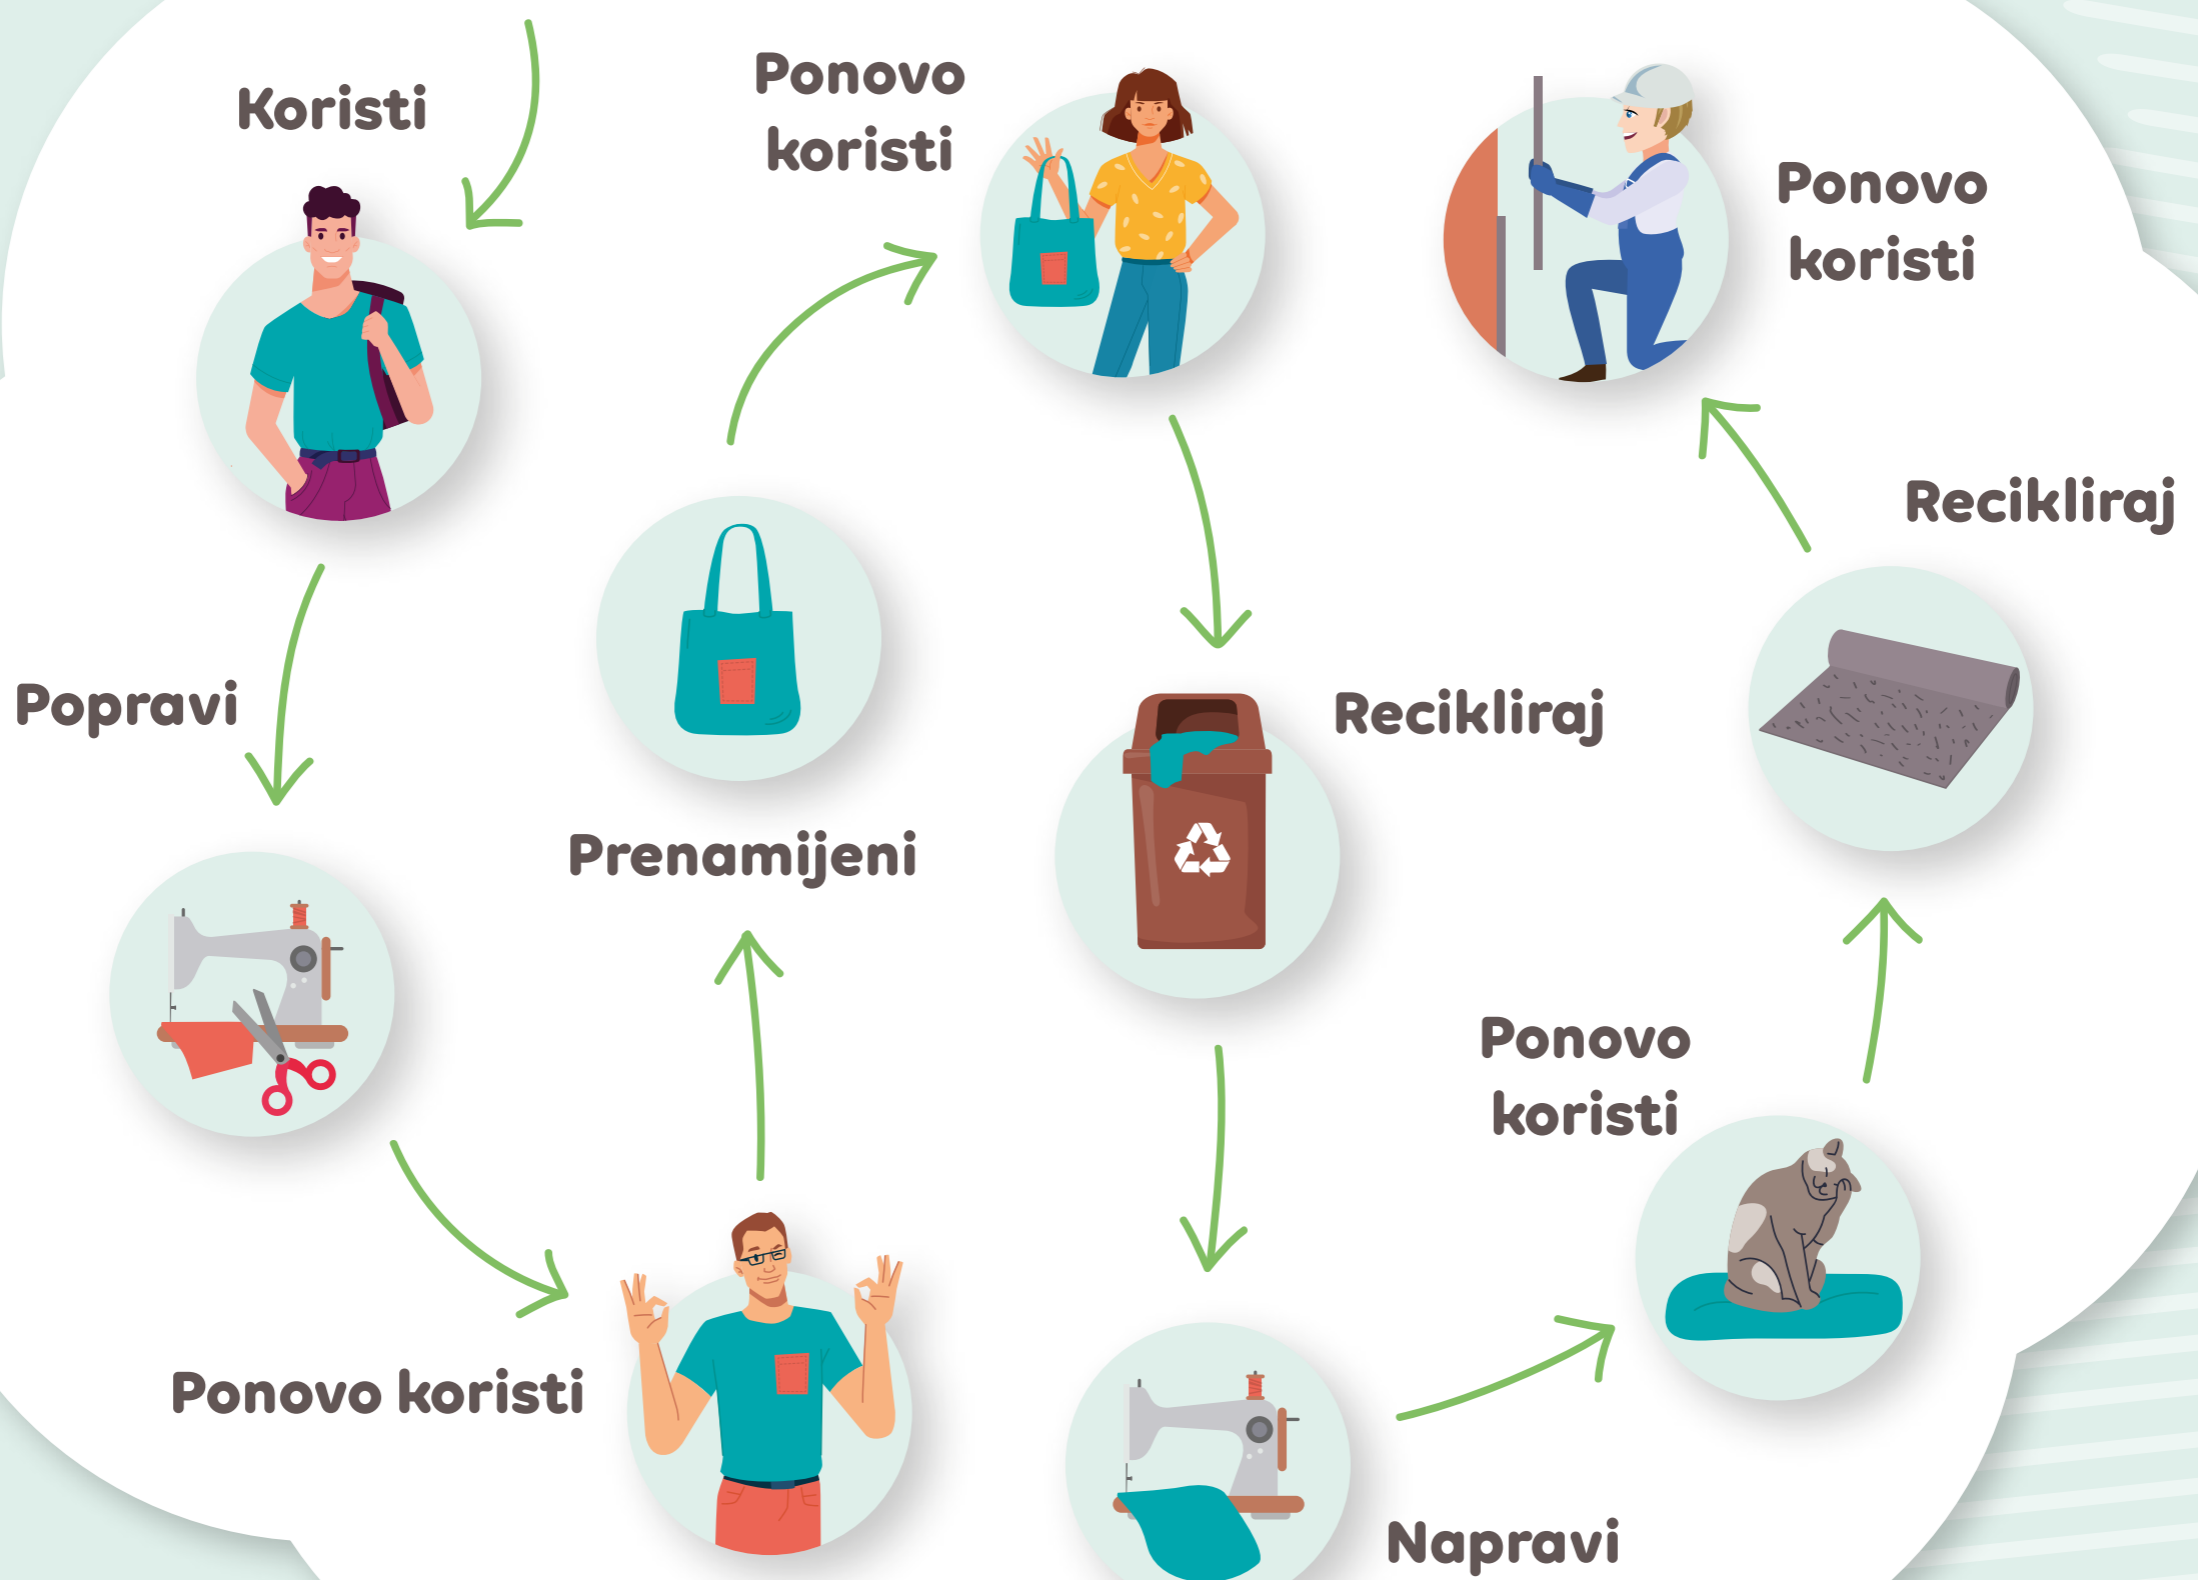 Koristi
Popravi
Ponovo koristi
Prenamijeni
Ponovo
koristi
Recikliraj
Napravi
Ponovo
koristi
Recikliraj
Ponovo
koristi